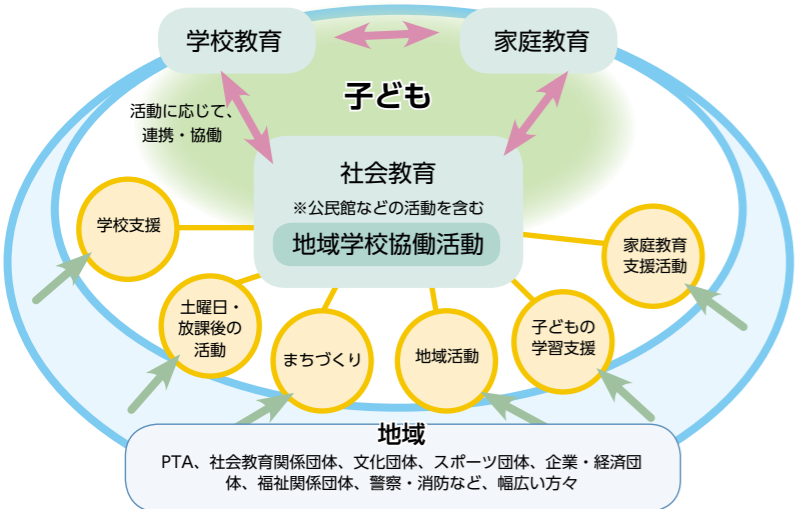 学校教育
家庭教育
子ども
活動に応じて、
連携・協働
社会教育
※公民館などの活動を含む
地域学校協働活動
学校支援
家庭教育
支援活動
土曜日・
放課後の
活動
まちづくり
地域活動
子どもの
学習支援
地域
PTA、社会教育関係団体、文化団体、スポーツ団体、企業・経済団
体、福祉関係団体、警察・消防など、幅広い方々